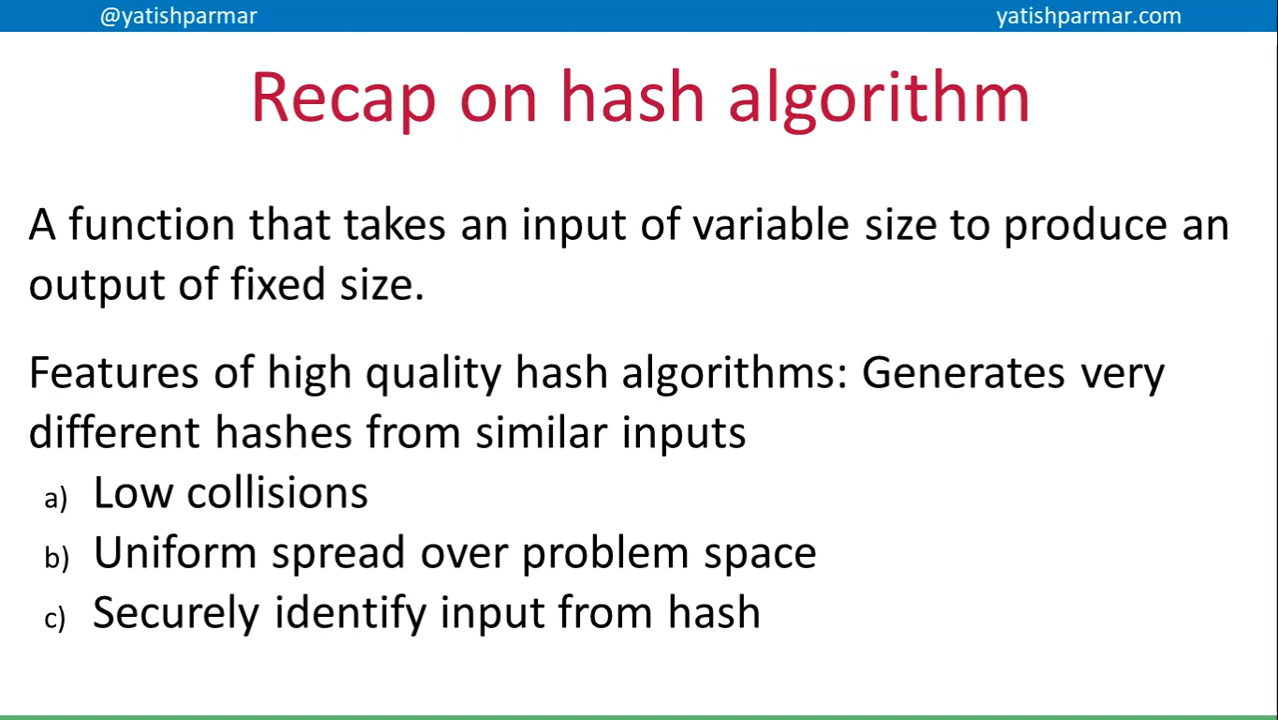 @yatishparmar
yatishparmar.com
Recap on hash algorithm
A function that takes an input of variable size to produce an
output of fixed size.
Features of high quality hash algorithms: Generates very
different hashes from similar inputs
a) Low collisions
b) Uniform spread over problem space
c) Securely identify input from hash